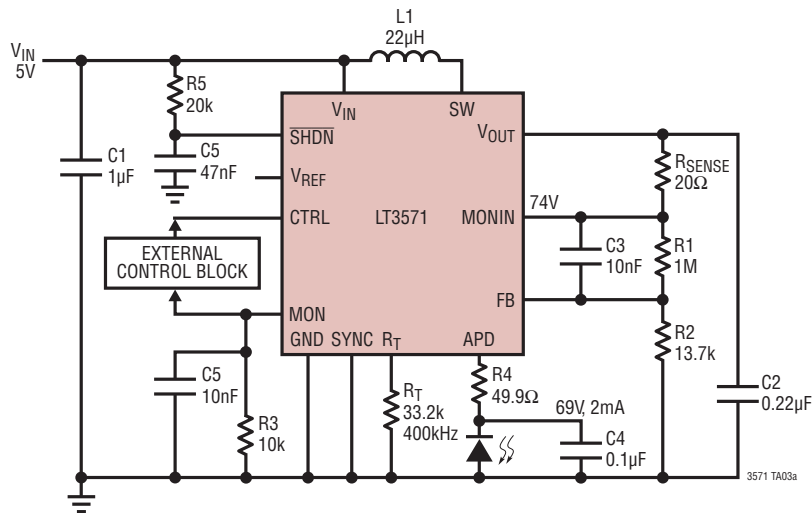 L1
22µH
VIN
5V
R5
20k
VIN
SW
VOUT
SHDN
RSENSE
20Ω
C1
1µF
C5
47nF
VREF
74V
CTRL
LT3571
MONIN
EXTERNAL
CONTROL BLOCK
C3
10nF
R1
1M
FB
MON
GND SYNC RT APD
R2
13.7k
C5
10nF
RT
33.2k
400kHz
R4
49.9Ω
C2
0.22µF
R3
10k
69V, 2mA
C4
0.1µF
3571 TA03a